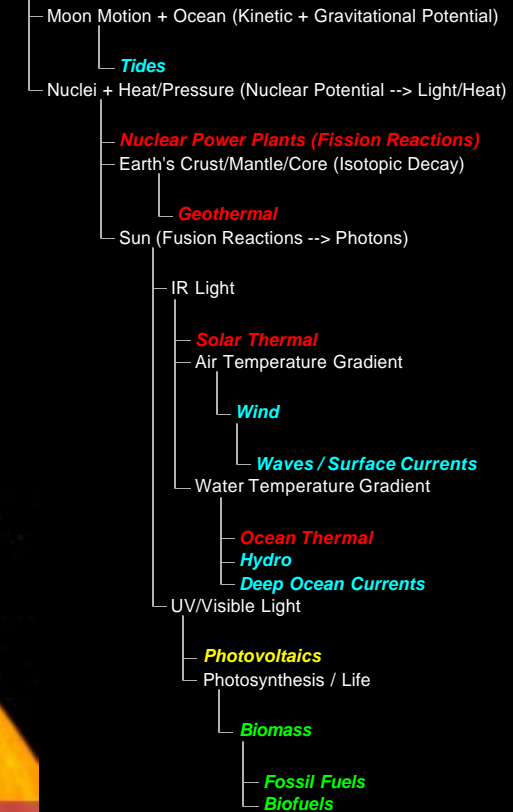 Moon Motion + Ocean (Kinetic + Gravitational Potential)
Tides
Nuclei + Heat/Pressure (Nuclear Potential --> Light/Heat)
Nuclear Power Plants (Fission Reactions)
Earth's Crust/Mantle/Core (Isotopic Decay)
Geothermal
Sun (Fusion Reactions --> Photons)
IR Light
Solar Thermal
Air Temperature Gradient
Wind
Waves / Surface Currents
Water Temperature Gradient
Ocean Thermal
Hydro
Deep Ocean Currents
UV/Visible Light
Photovoltaics
Photosynthesis / Life
Biomass
Fossil Fuels
Biofuels